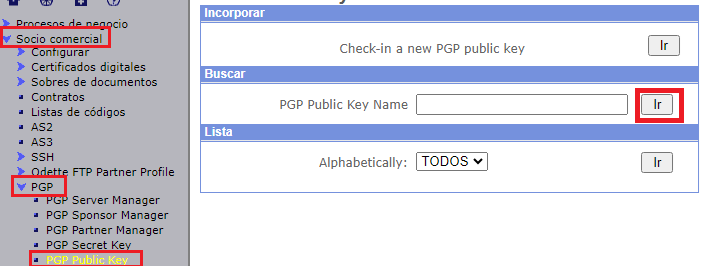 Procesos de negocio
Socio comercial
Configurar
Certificados digitales
Sobres de documentos
Contratos
Listas de códigos
AS2
AS3
SSH
Odette FTP Partner Profile
PGP
PGP Server Manager
PGP Sponsor Manager
PGP Partner Manager
PGP Secret Key
PGP Public Key
Incorporar
Check-in a new PGP public key Ir
Buscar
PGP Public Key Name Ir
Lista
Alphabetically: TODOS Ir